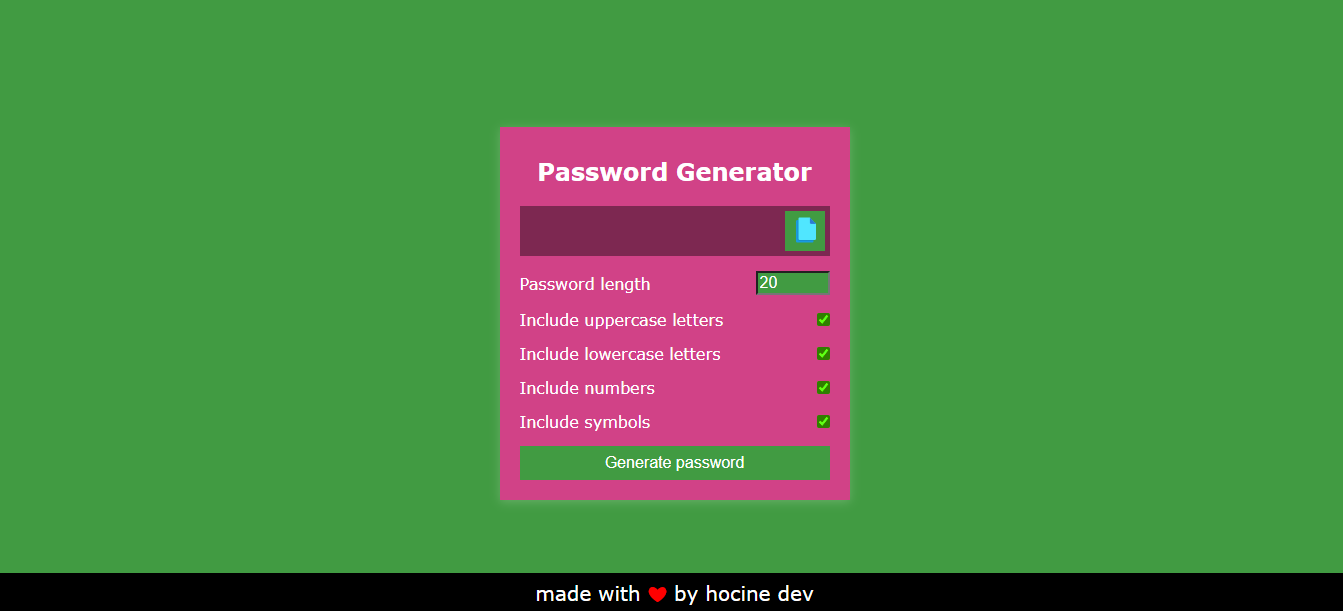 Password Generator
Password length 20
Include uppercase letters
Include lowercase letters
Include numbers
Include symbols
Generate password
made with ❤ by hocine dev